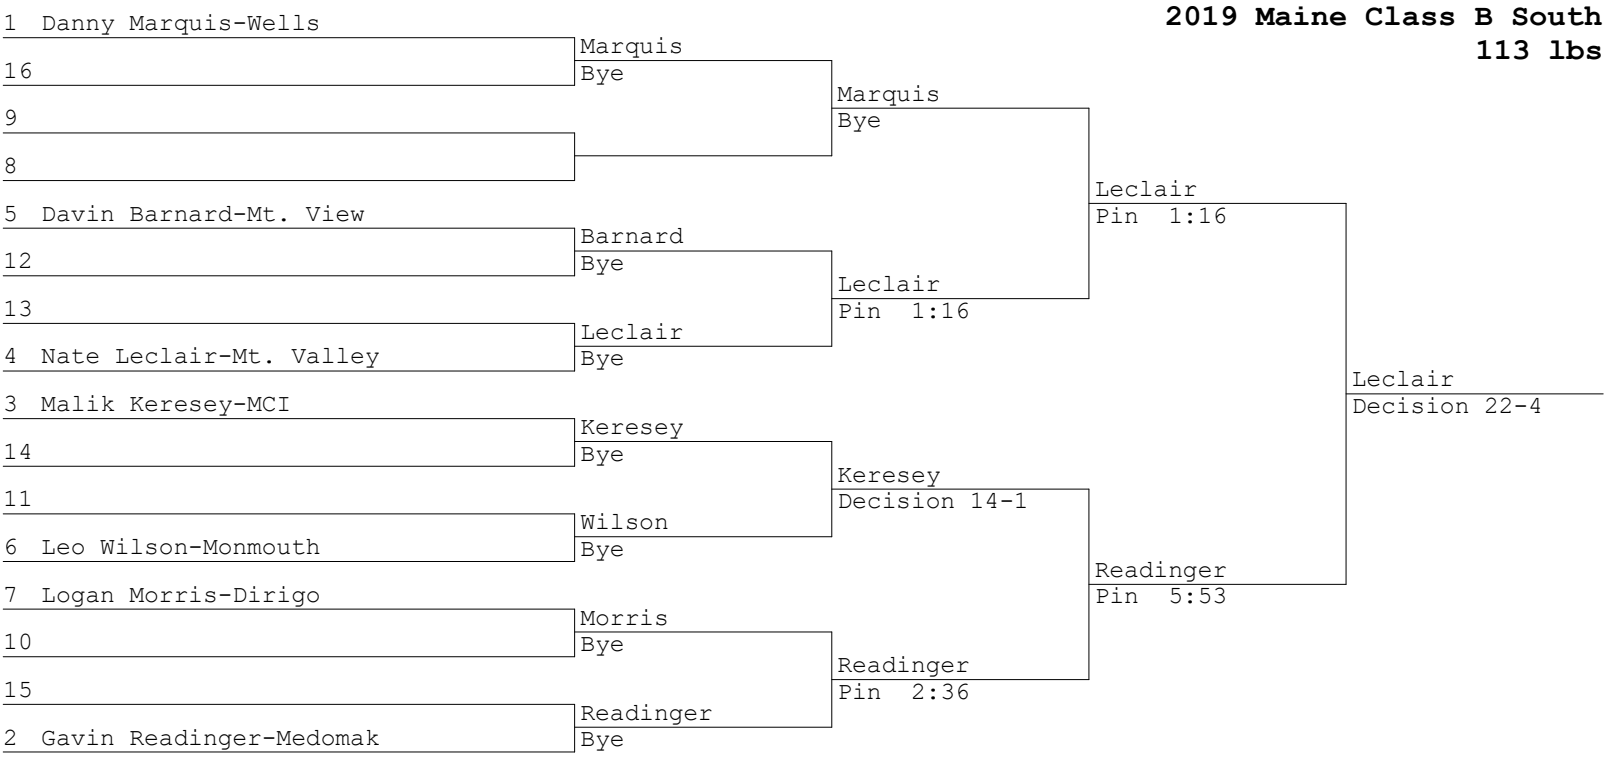 2019 Maine Class B South
113 lbs
1 Danny Marquis-Wells
16
9
8
5 Davin Barnard-Mt. View
12
13
4 Nate Leclair-Mt. Valley
3 Malik Keresey-MCI
14
11
6 Leo Wilson-Monmouth
7 Logan Morris-Dirigo
10
15
2 Gavin Readinger-Medomak
Marquis
Bye
Barnard
Bye
Leclair
Bye
Keresey
Bye
Wilson
Bye
Morris
Bye
Readinger
Bye
Marquis
Bye
Leclair
Pin 1:16
Keresey
Decision 14-1
Readinger
Pin 2:36
Leclair
Pin 1:16
Readinger
Pin 5:53
Leclair
Decision 22-4